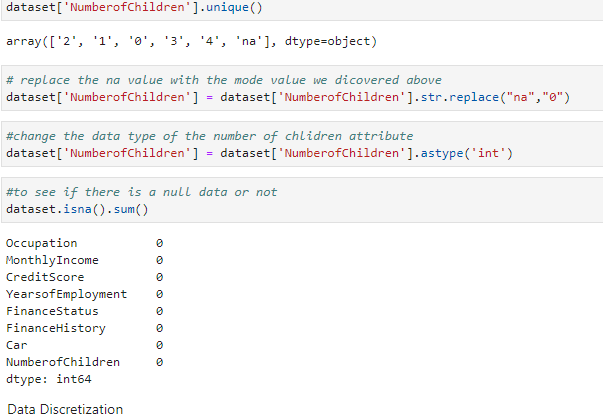 dataset['NumberofChildren'].unique()
array(['2', '1', '0', '3', '4', 'na'], dtype=object)
# replace the na value with the mode value we dicovered above
dataset['NumberofChildren'] = dataset['NumberofChildren'].str.replace("na","0")
#change the data type of the number of chlidren attribute
dataset['NumberofChildren'] = dataset['NumberofChildren'].astype('int')
#to see if there is a null data or not
dataset.isna().sum()
Occupation 0
MonthlyIncome 0
CreditScore 0
YearsofEmployment 0
FinanceStatus 0
FinanceHistory 0
Car 0
NumberofChildren 0
dtype: int64
Data Discretization